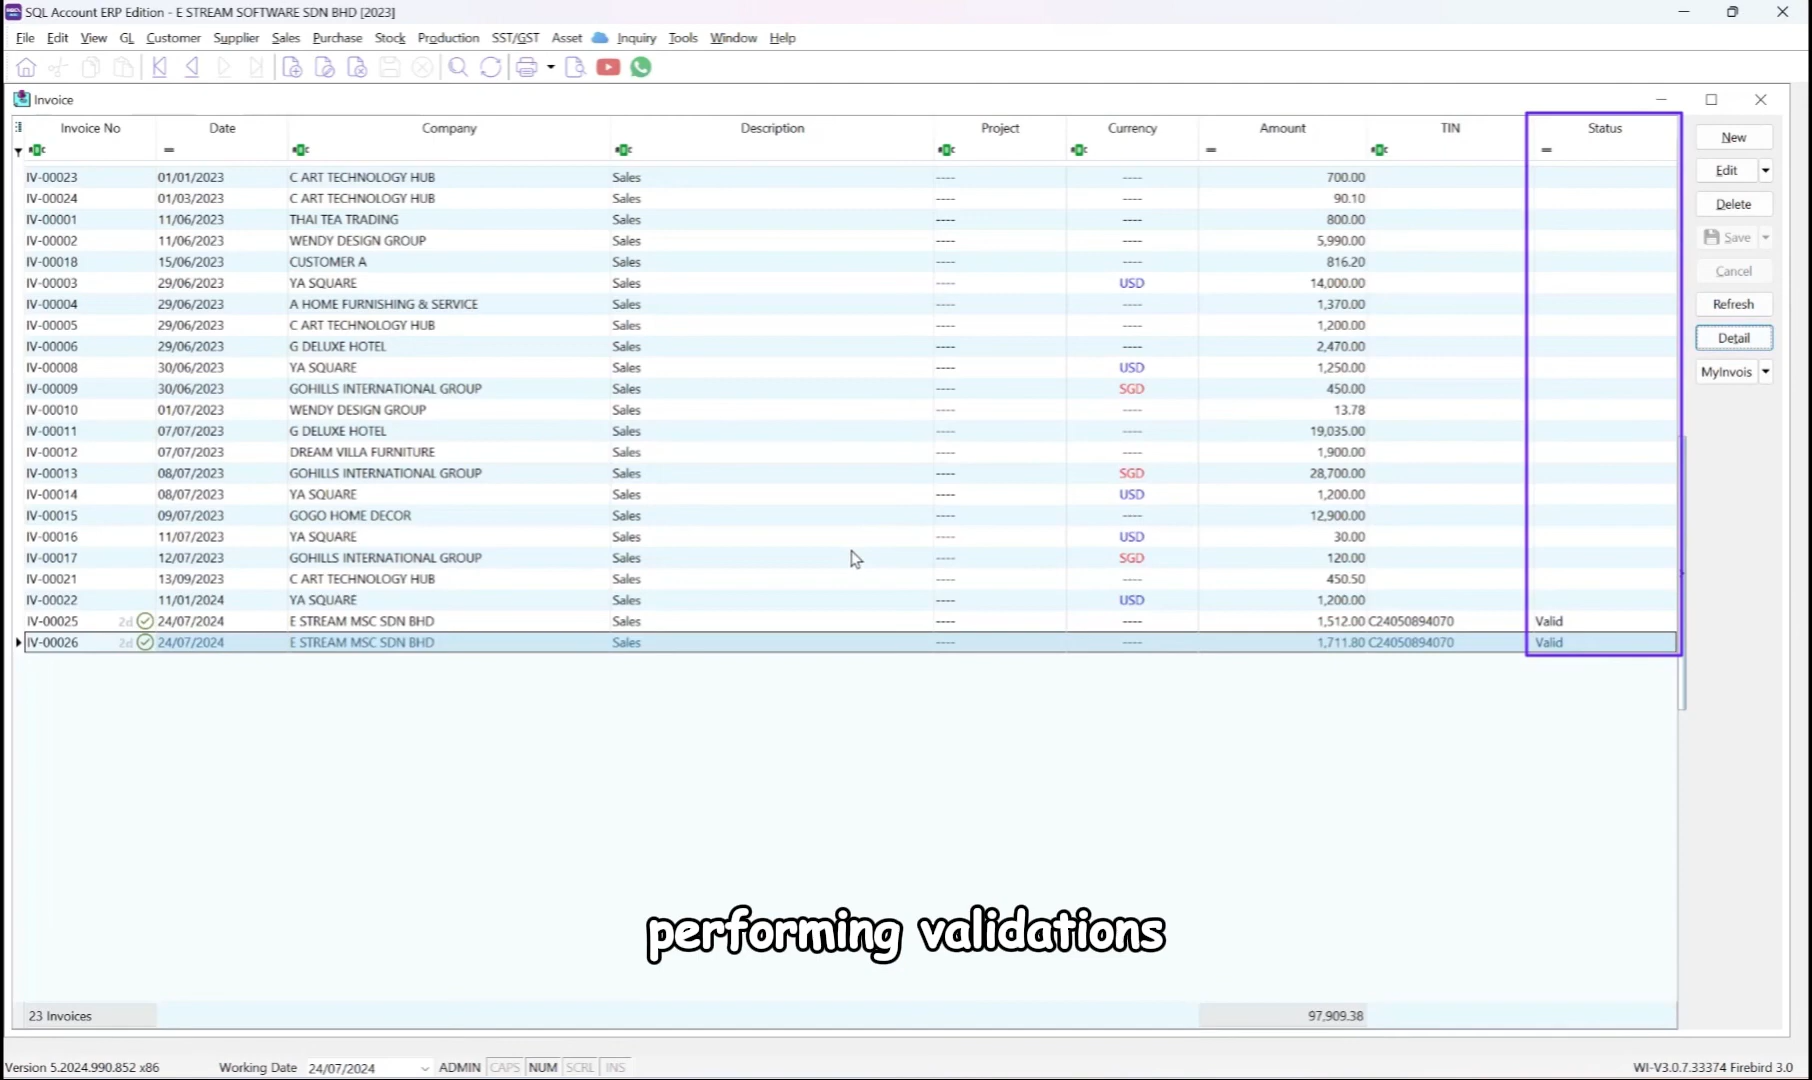 SQL Account ERP Edition - E STREAM SOFTWARE SDN BHD [2023]
File Edit View GL Customer Supplier Sales Purchase Stock Production SST/GST Asset Inquiry Tools Window Help
Invoice
Invoice No Date Company Description Project Currency Amount TIN Status
IV-00023 01/01/2023 C ART TECHNOLOGY HUB Sales ---- ---- 700.00
IV-00024 01/03/2023 C ART TECHNOLOGY HUB Sales ---- ---- 90.10
IV-00001 11/06/2023 THAI TEA TRADING Sales ---- ---- 800.00
IV-00002 11/06/2023 WENDY DESIGN GROUP Sales ---- ---- 5,990.00
IV-00018 15/06/2023 CUSTOMER A Sales ---- ---- 816.20
IV-00003 29/06/2023 YA SQUARE Sales ---- USD 14,000.00
IV-00004 29/06/2023 A HOME FURNISHING & SERVICE Sales ---- ---- 1,370.00
IV-00005 29/06/2023 C ART TECHNOLOGY HUB Sales ---- ---- 1,200.00
IV-00006 29/06/2023 G DELUXE HOTEL Sales ---- ---- 2,470.00
IV-00008 30/06/2023 YA SQUARE Sales ---- USD 1,250.00
IV-00009 30/06/2023 GOHILLS INTERNATIONAL GROUP Sales ---- SGD 450.00
IV-00010 01/07/2023 WENDY DESIGN GROUP Sales ---- ---- 13.78
IV-00011 07/07/2023 G DELUXE HOTEL Sales ---- ---- 19,035.00
IV-00012 07/07/2023 DREAM VILLA FURNITURE Sales ---- ---- 1,900.00
IV-00013 08/07/2023 GOHILLS INTERNATIONAL GROUP Sales ---- SGD 28,700.00
IV-00014 08/07/2023 YA SQUARE Sales ---- USD 1,200.00
IV-00015 09/07/2023 GOGO HOME DECOR Sales ---- ---- 12,900.00
IV-00016 11/07/2023 YA SQUARE Sales ---- USD 30.00
IV-00017 12/07/2023 GOHILLS INTERNATIONAL GROUP Sales ---- SGD 120.00
IV-00021 13/09/2023 C ART TECHNOLOGY HUB Sales ---- ---- 450.50
IV-00022 11/01/2024 YA SQUARE Sales ---- USD 1,200.00
IV-00025 2d 24/07/2024 E STREAM MSC SDN BHD Sales ---- ---- 1,512.00 C24050894070 Valid
IV-00026 2d 24/07/2024 E STREAM MSC SDN BHD Sales ---- ---- 1,711.80 C24050894070 Valid
New
Edit
Delete
Save
Cancel
Refresh
Detail
MyInvois
performing validations
23 Invoices 97,909.38
Version 5.2024.990.852 x86 Working Date 24/07/2024 ADMIN CAPS NUM SCRL INS WI-V3.0.7.33374 Firebird 3.0